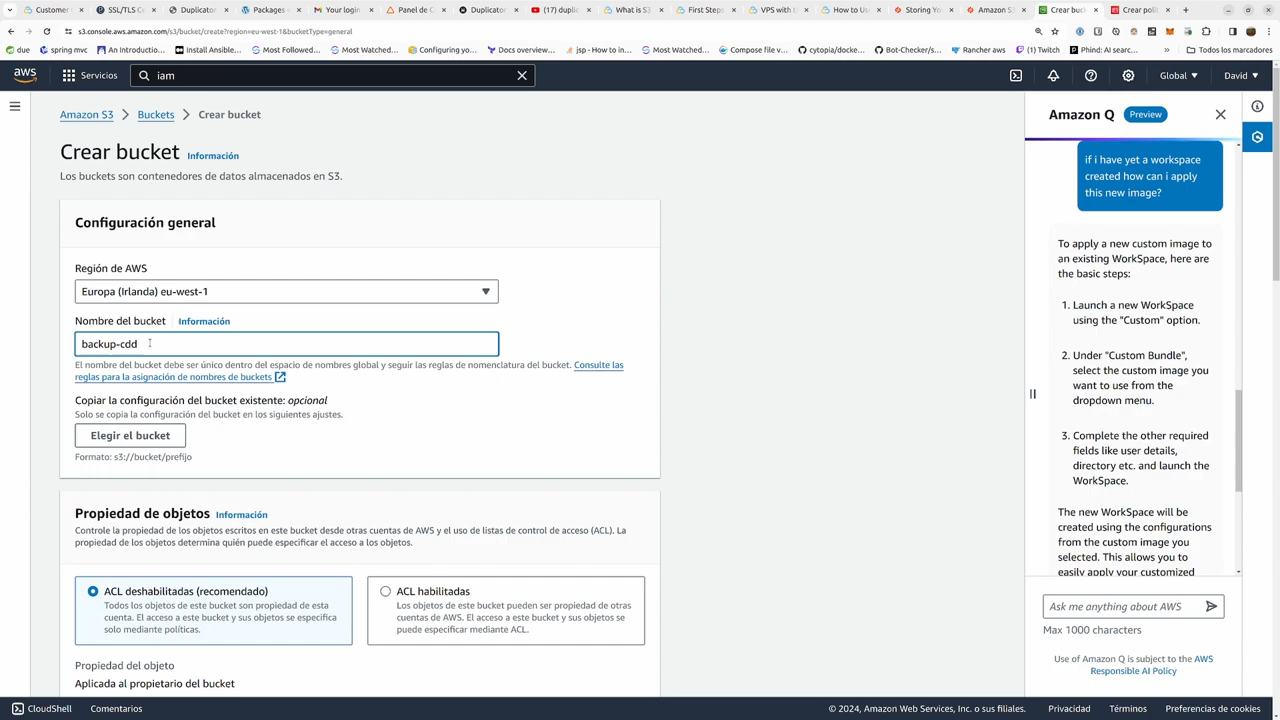 Customer
SSL/TLS C
Duplicator
Packages
Your login
Panel de C
Duplicator
(17) duplic
What is S3
First Steps
VPS with t
How to Us
Storing Yo
Amazon S3
Crear buc
Crear polí
s3.console.aws.amazon.com/s3/bucket/create?region=eu-west-1&bucketType=general
due
spring mvc
An Introductio...
Install Ansible...
Most Followed...
Most Watched...
Configuring yo...
Docs overview...
jsp - How to in...
Most Watched...
Compose file v...
cytopia/docke...
Bot-Checker/s...
Rancher aws
(1) Twitch
Phind: AI searc...
Todos los marcadores
aws
Servicios
iam
Global
David
Amazon S3
Buckets
Crear bucket
Crear bucket
Información
Los buckets son contenedores de datos almacenados en S3.
Configuración general
Región de AWS
Europa (Irlanda) eu-west-1
Nombre del bucket
Información
backup-cdd
El nombre del bucket debe ser único dentro del espacio de nombres global y seguir las reglas de nomenclatura del bucket. Consulte las
reglas para la asignación de nombres de buckets
Copiar la configuración del bucket existente: opcional
Solo se copia la configuración del bucket en los siguientes ajustes.
Elegir el bucket
Formato: s3://bucket/prefijo
Propiedad de objetos
Información
Controle la propiedad de los objetos escritos en este bucket desde otras cuentas de AWS y el uso de listas de control de acceso (ACL). La
propiedad de los objetos determina quién puede especificar el acceso a los objetos.
ACL deshabilitadas (recomendado)
Todos los objetos de este bucket son propiedad de esta
cuenta. El acceso a este bucket y sus objetos se especifica
solo mediante políticas.
ACL habilitadas
Los objetos de este bucket pueden ser propiedad de otras
cuentas de AWS. El acceso a este bucket y sus objetos se
puede especificar mediante ACL.
Propiedad del objeto
Aplicada al propietario del bucket
Amazon Q
Preview
if i have yet a workspace
created how can i apply
this new image?
To apply a new custom image to
an existing WorkSpace, here are
the basic steps:
1. Launch a new WorkSpace
using the "Custom" option.
2. Under "Custom Bundle",
select the custom image you
want to use from the
dropdown menu.
3. Complete the other required
fields like user details,
directory etc. and launch the
WorkSpace.
The new WorkSpace will be
created using the configurations
from the custom image you
selected. This allows you to
easily apply your customized
Ask me anything about AWS
Max 1000 characters
Use of Amazon Q is subject to the AWS
Responsible AI Policy
CloudShell
Comentarios
© 2024, Amazon Web Services, Inc. o sus filiales.
Privacidad
Términos
Preferencias de cookies